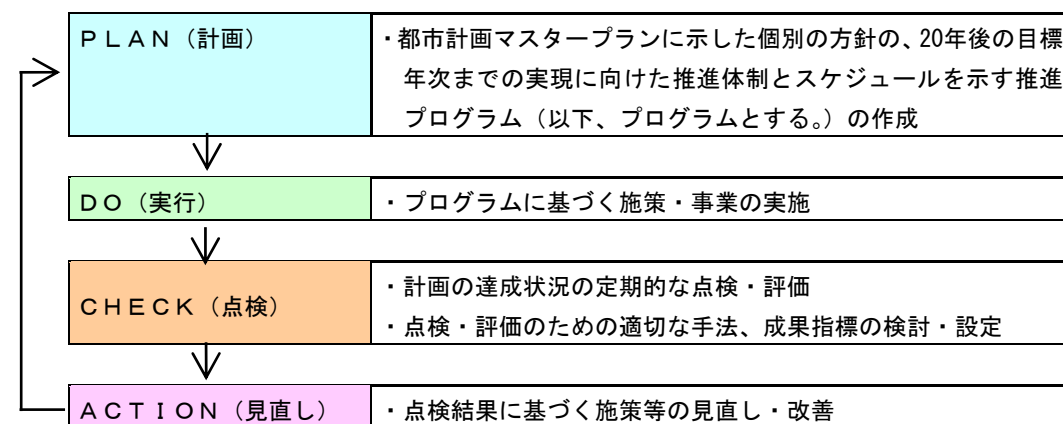 ＰＬＡＮ（計画）
・都市計画マスタープランに示した個別の方針の、20年後の目標
年次までの実現に向けた推進体制とスケジュールを示す推進
プログラム（以下、プログラムとする。）の作成
ＤＯ（実行）
・プログラムに基づく施策・事業の実施
ＣＨＥＣＫ（点検）
・計画の達成状況の定期的な点検・評価
・点検・評価のための適切な手法、成果指標の検討・設定
ＡＣＴＩＯＮ（見直し）
・点検結果に基づく施策等の見直し・改善